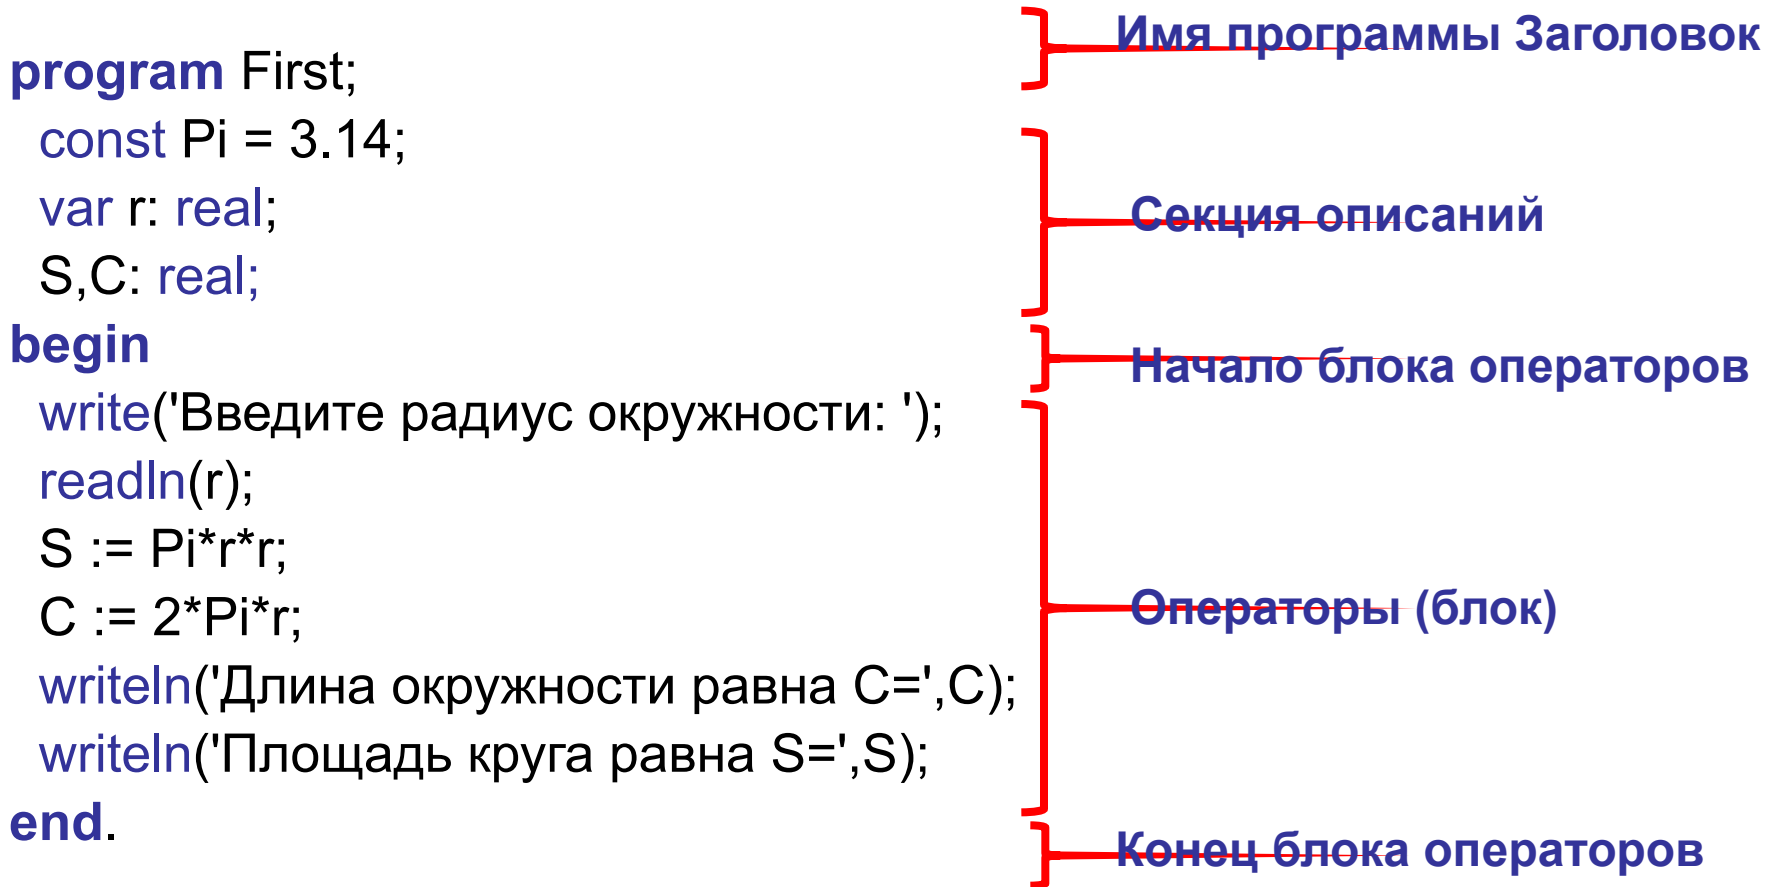 Имя программы Заголовок
program First;
const Pi = 3.14;
var r: real;
Секция описаний
S,C: real;
begin
Начало блока операторов
write('Введите радиус окружности: ');
readln(r);
S := Pi*r*r;
C := 2*Pi*r;
Операторы (блок)
writeln('Длина окружности равна C=',C);
writeln('Площадь круга равна S=',S);
end.
Конец блока операторов